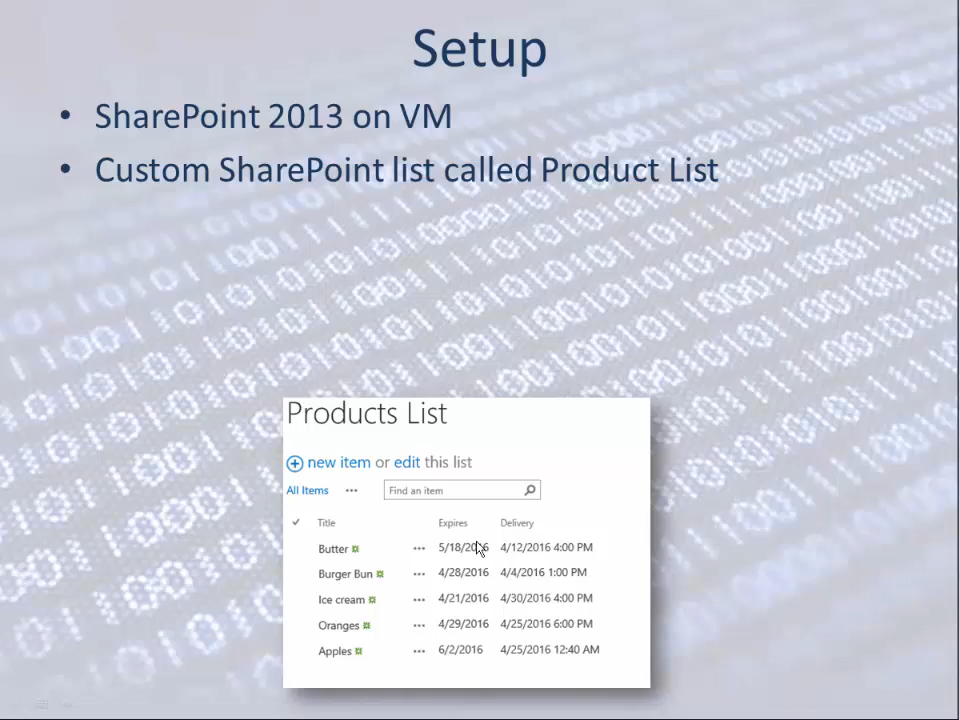 Setup
• SharePoint 2013 on VM
• Custom SharePoint list called Product List
Products List
new item or edit this list
All Items ••• Find an item
✓ Title Expires Delivery
Butter ••• 5/18/2016 4/12/2016 4:00 PM
Burger Bun ••• 4/28/2016 4/4/2016 1:00 PM
Ice cream ••• 4/21/2016 4/30/2016 4:00 PM
Oranges ••• 4/29/2016 4/25/2016 6:00 PM
Apples ••• 6/2/2016 4/25/2016 12:40 AM